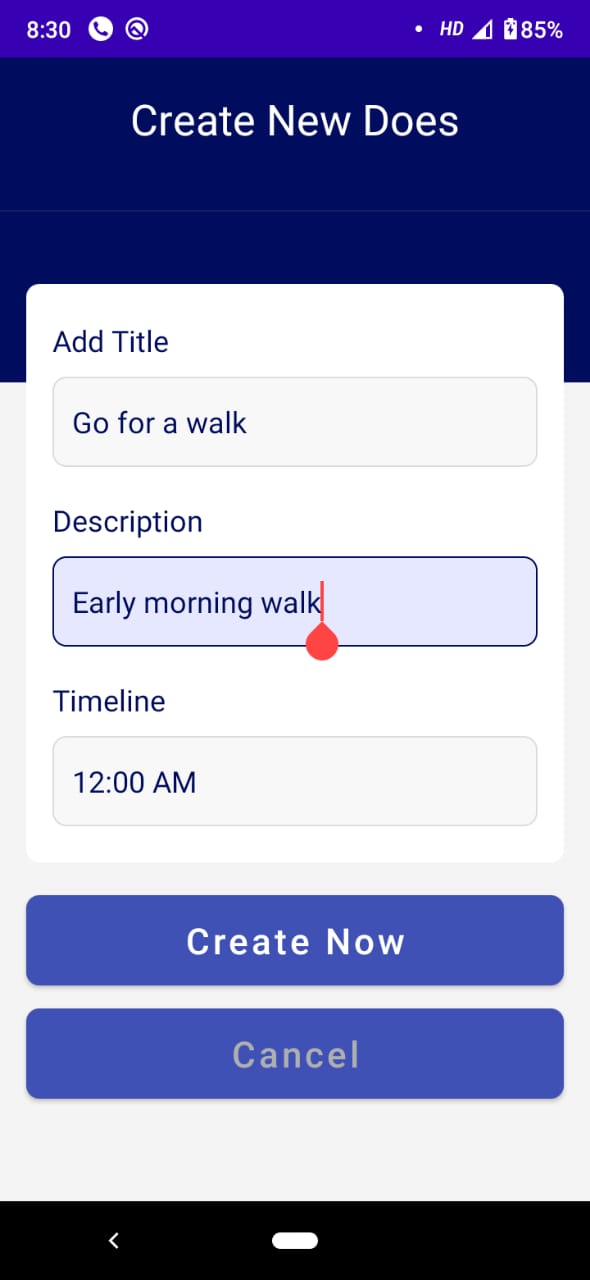 8:30 HD 85%
Create New Does
Add Title
Go for a walk
Description
Early morning walk
Timeline
12:00 AM
Create Now
Cancel